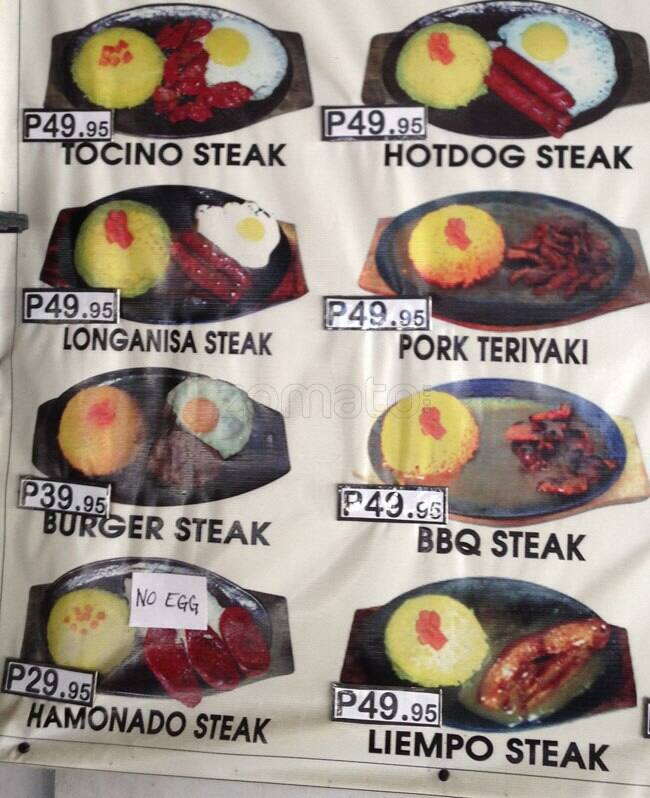 P49.95
TOCINO STEAK
P49.95
HOTDOG STEAK
P49.95
LONGANISA STEAK
P49.95
PORK TERIYAKI
zomato
P39.95
BURGER STEAK
P49.95
BBQ STEAK
NO EGG
P29.95
HAMONADO STEAK
P49.95
LIEMPO STEAK